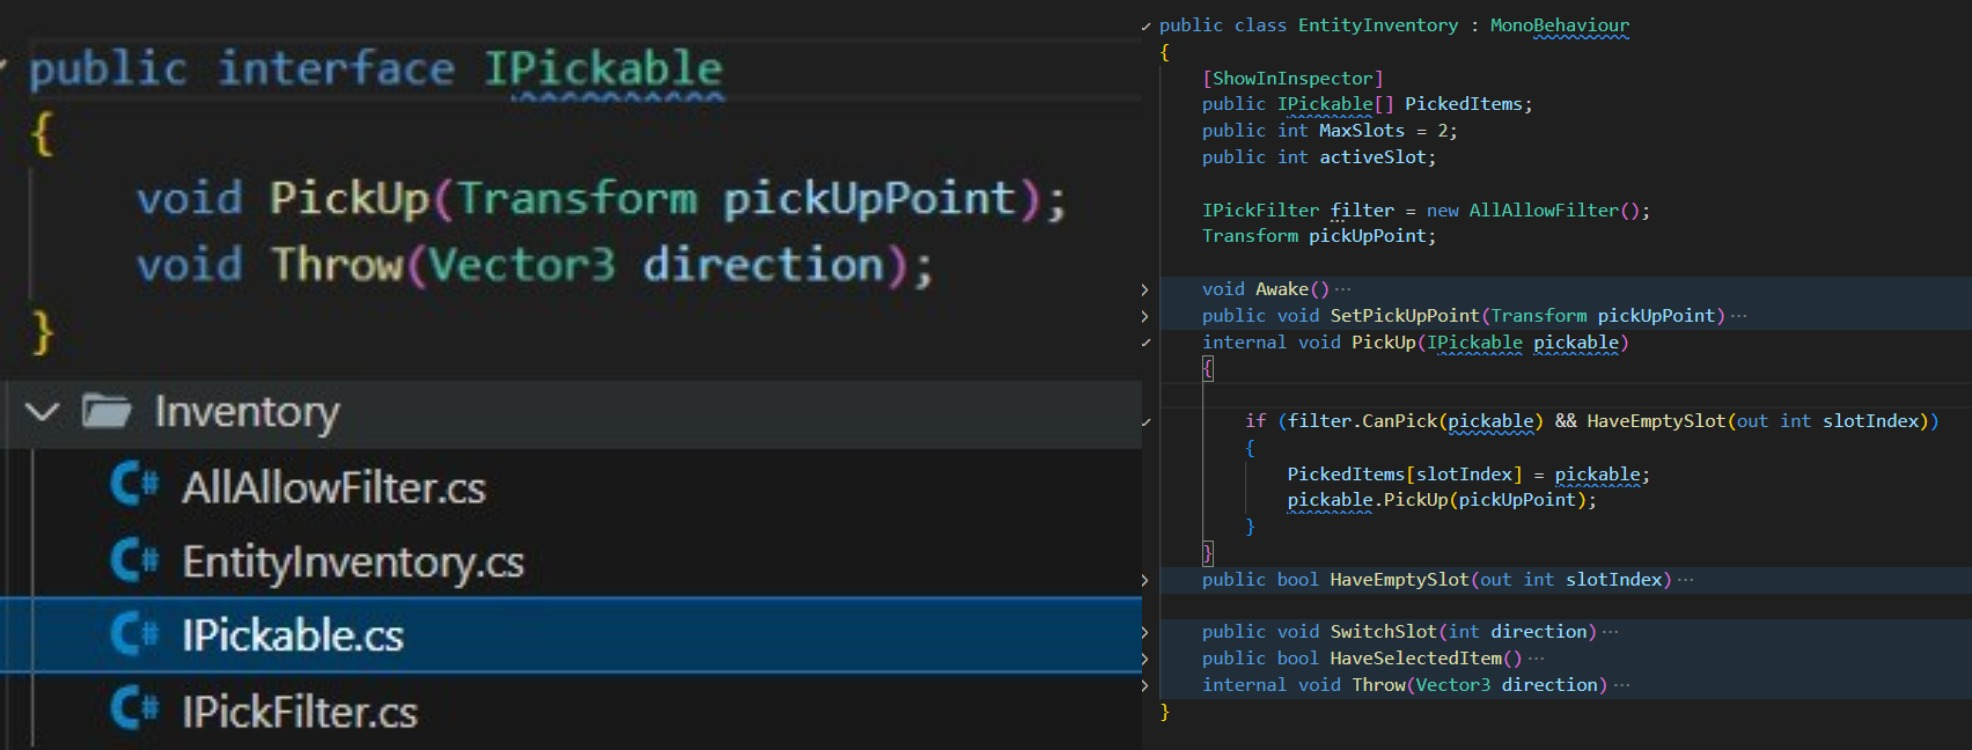 public interface IPickable
{
void PickUp(Transform pickUpPoint);
void Throw(Vector3 direction);
}
Inventory
AllAllowFilter.cs
EntityInventory.cs
IPickable.cs
IPickFilter.cs
public class EntityInventory : MonoBehaviour
{
[ShowInInspector]
public IPickable[] PickedItems;
public int MaxSlots = 2;
public int activeSlot;
IPickFilter filter = new AllAllowFilter();
Transform pickUpPoint;
void Awake()···
public void SetPickUpPoint(Transform pickUpPoint)···
internal void PickUp(IPickable pickable)
{
if (filter.CanPick(pickable) && HaveEmptySlot(out int slotIndex))
{
PickedItems[slotIndex] = pickable;
pickable.PickUp(pickUpPoint);
}
}
public bool HaveEmptySlot(out int slotIndex)···
public void SwitchSlot(int direction)···
public bool HaveSelectedItem()···
internal void Throw(Vector3 direction)···
}